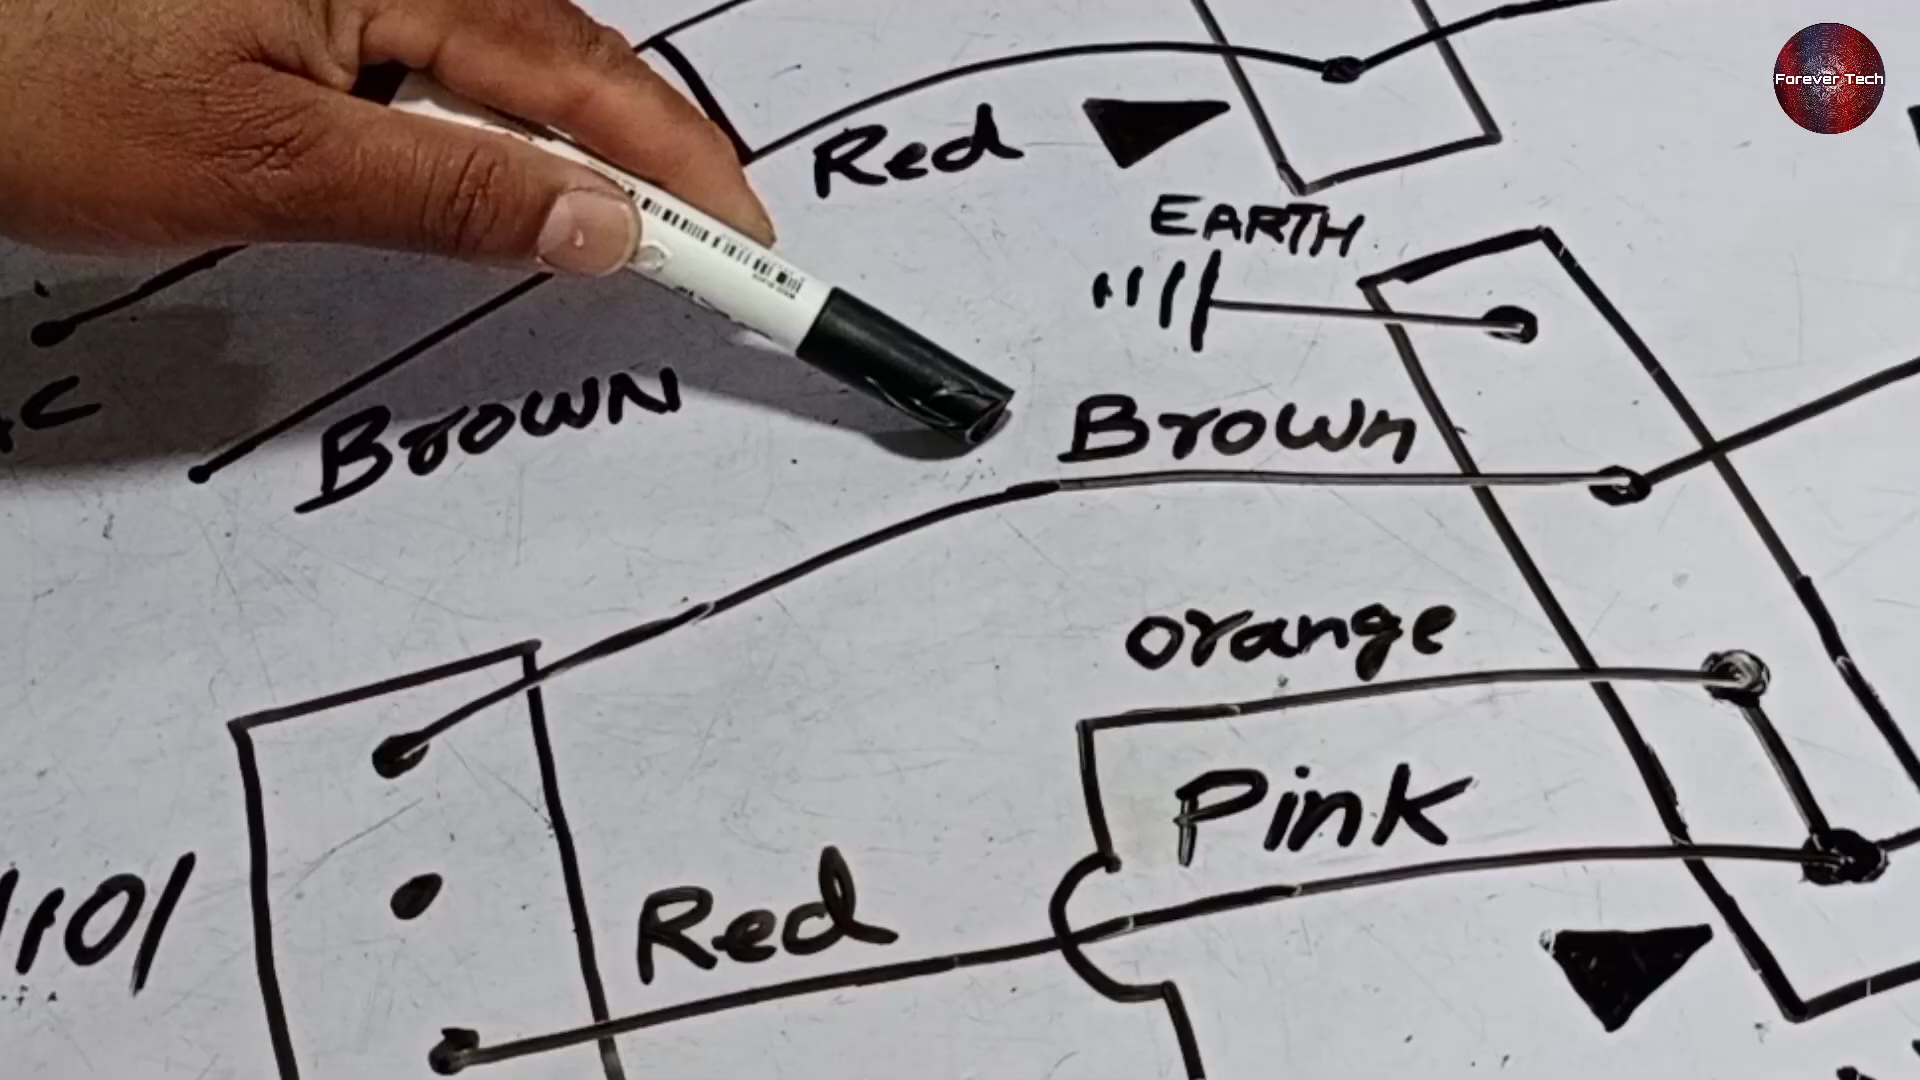 Forever Tech
Red
EARTH
Brown
BROWN
orange
Pink
Red